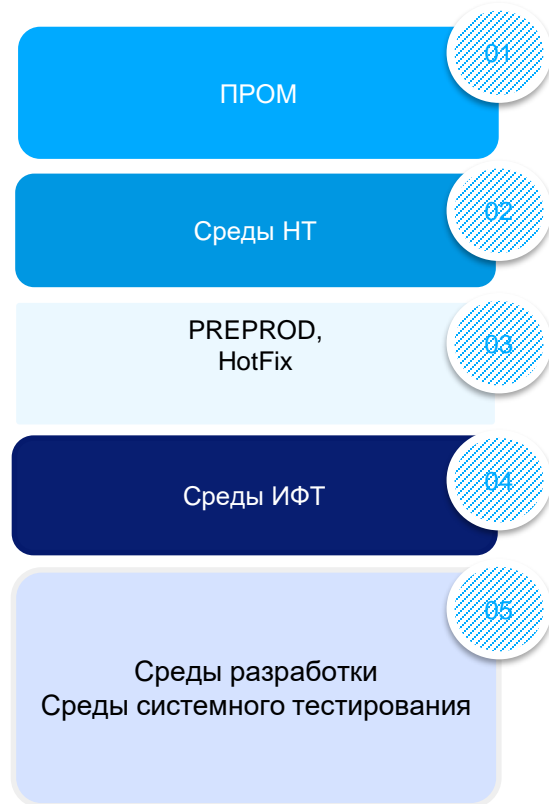 01
ПРОМ
02
Среды НТ
03
PREPROD,
HotFix
04
Среды ИФТ
05
Среды разработки
Среды системного тестирования